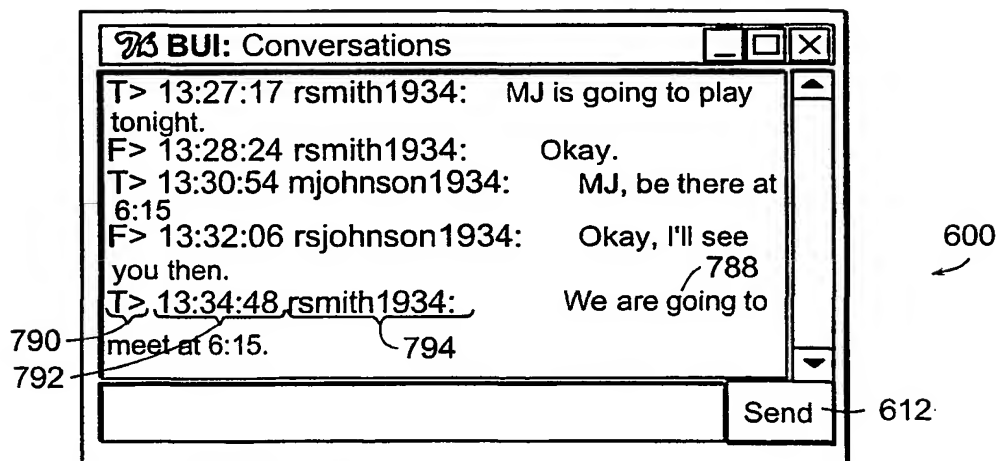 BUI: Conversations
T> 13:27:17 rsmith1934: MJ is going to play
tonight.
F> 13:28:24 rsmith1934: Okay.
T> 13:30:54 mjohnson1934: MJ, be there at
6:15
F> 13:32:06 rsjohnson1934: Okay, I'll see
you then.
788
T> 13:34:48 rsmith1934: We are going to
meet at 6:15.
790
792
794
600
Send
612